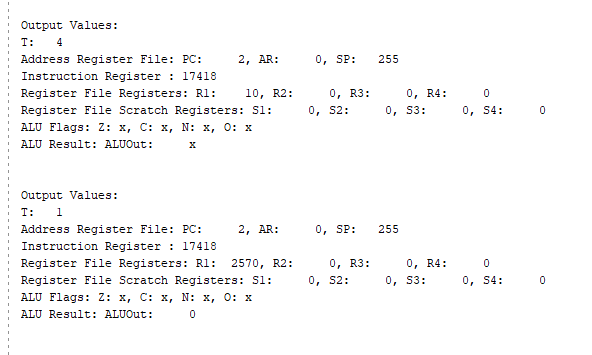 Output Values:
T:   4
Address Register File: PC:     2, AR:     0, SP:   255
Instruction Register : 17418
Register File Registers: R1:    10, R2:     0, R3:     0, R4:     0
Register File Scratch Registers: S1:     0, S2:     0, S3:     0, S4:     0
ALU Flags: Z: x, C: x, N: x, O: x
ALU Result: ALUOut:     x
Output Values:
T:   1
Address Register File: PC:     2, AR:     0, SP:   255
Instruction Register : 17418
Register File Registers: R1:  2570, R2:     0, R3:     0, R4:     0
Register File Scratch Registers: S1:     0, S2:     0, S3:     0, S4:     0
ALU Flags: Z: x, C: x, N: x, O: x
ALU Result: ALUOut:     0